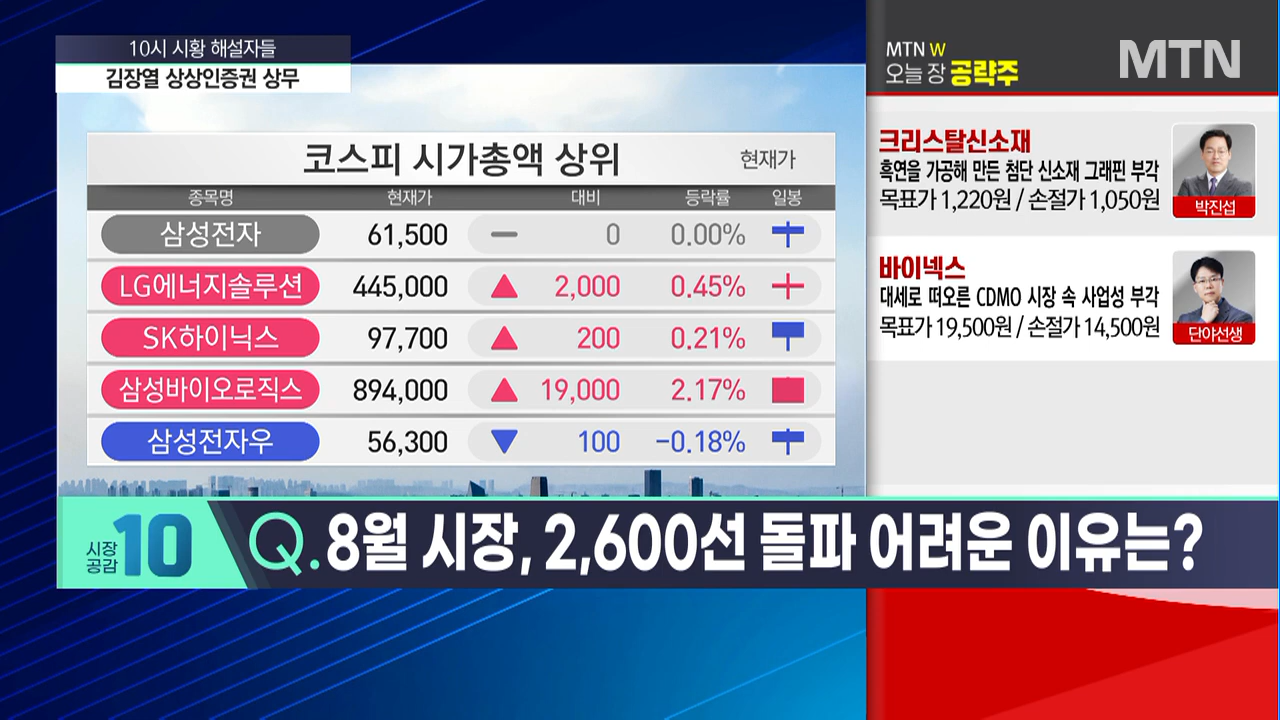 10시 시황 해설자들
김장열 상상인증권 상무
코스피 시가총액 상위 현재가
종목명 현재가 대비 등락률 일봉
삼성전자 61,500 0 0.00%
LG에너지솔루션 445,000 ▲ 2,000 0.45%
SK하이닉스 97,700 ▲ 200 0.21%
삼성바이오로직스 894,000 ▲ 19,000 2.17%
삼성전자우 56,300 ▼ 100 -0.18%
시장
공감
10
Q. 8월 시장, 2,600선 돌파 어려운 이유는?
MTN W
오늘 장 공략주
MTN
크리스탈신소재
흑연을 가공해 만든 첨단 신소재 그래핀 부각
목표가 1,220원 / 손절가 1,050원
박진섭
바이넥스
대세로 떠오른 CDMO 시장 속 사업성 부각
목표가 19,500원 / 손절가 14,500원
단야선생